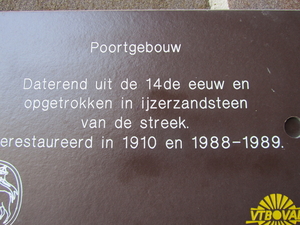 Poortgebouw
Daterend uit de 14de eeuw en
opgetrokken in ijzerzandsteen
van de streek.
erestaureerd in 1910 en 1988-1989.
VTBOVAB